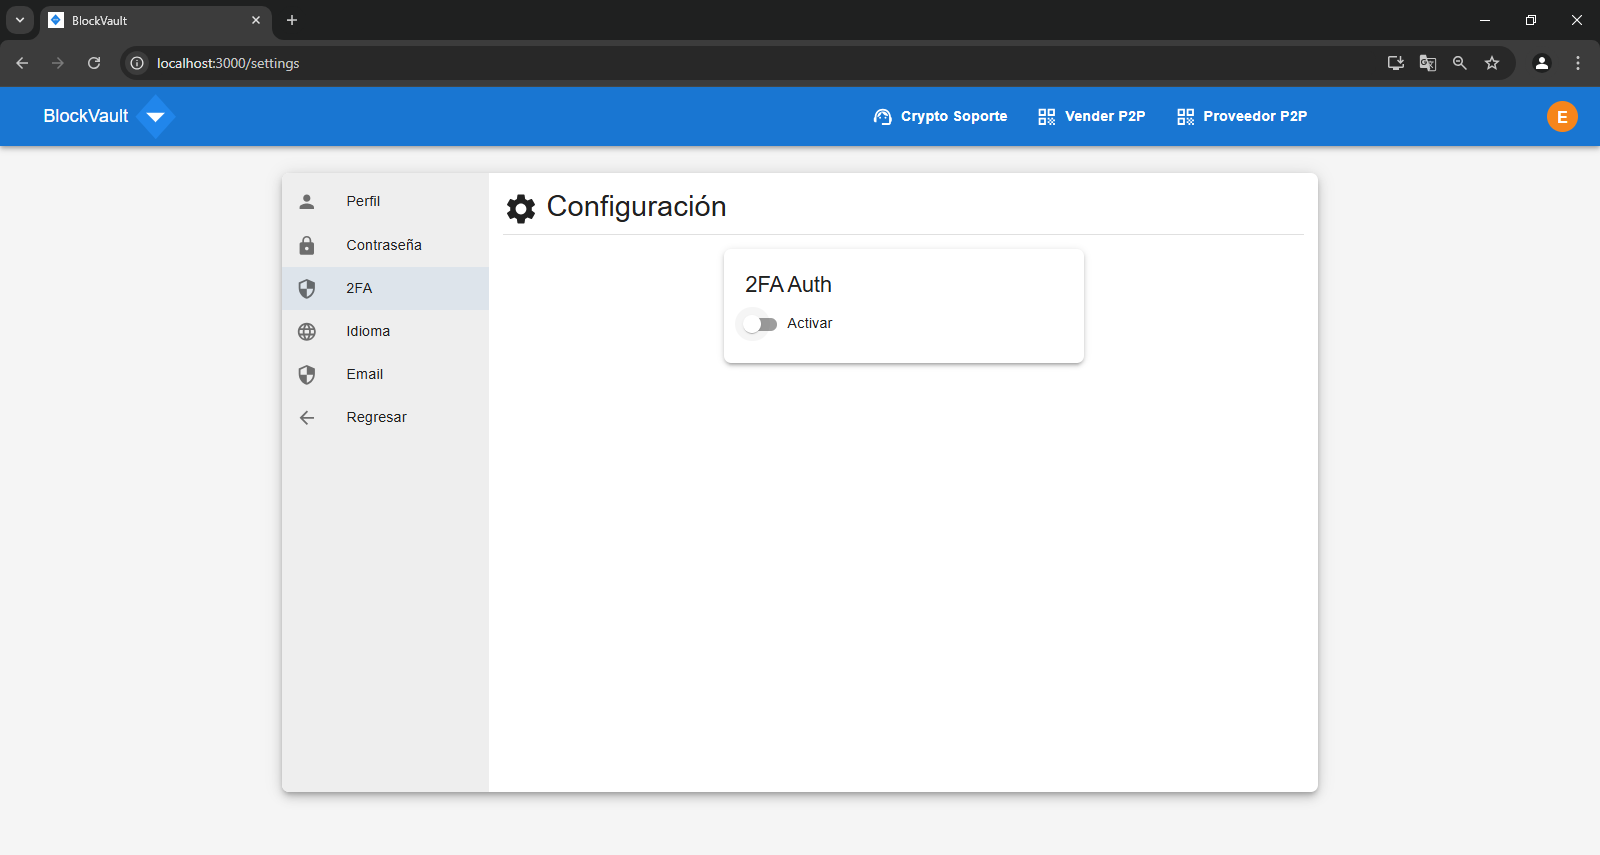 BlockVault
localhost:3000/settings
BlockVault
Crypto Soporte
Vender P2P
Proveedor P2P
E
Perfil
Contraseña
2FA
Idioma
Email
Regresar
Configuración
2FA Auth
Activar